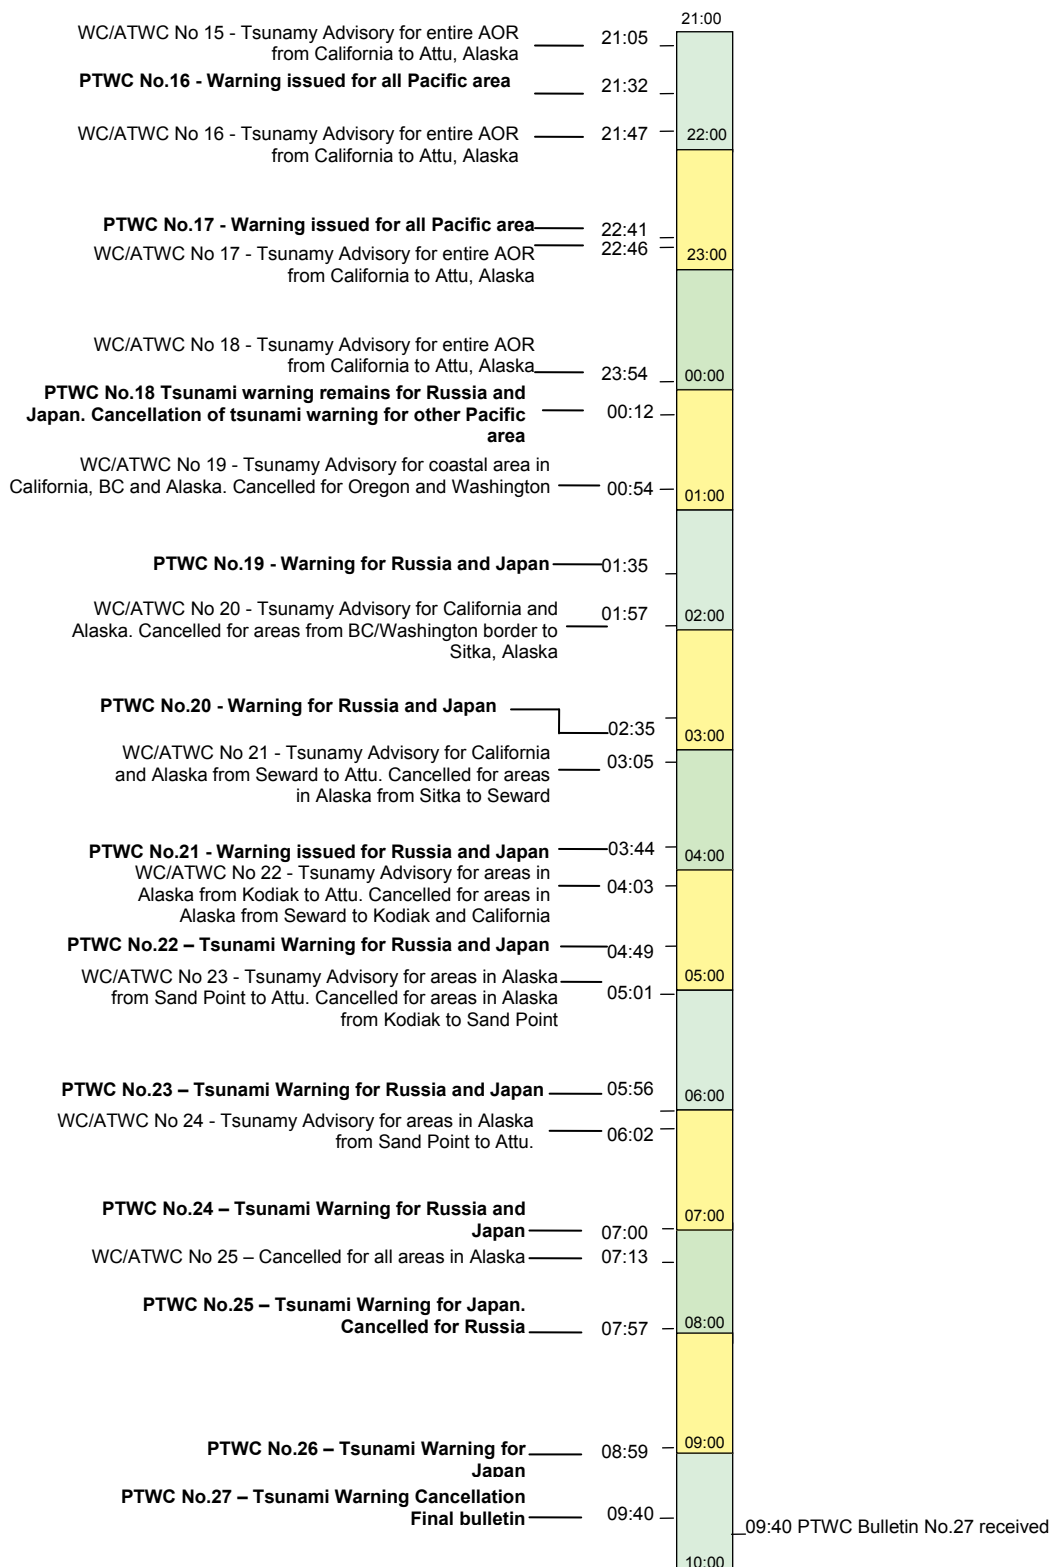 21:00
WC/ATWC No 15 - Tsunamy Advisory for entire AOR
from California to Attu, Alaska
21:05
PTWC No.16 - Warning issued for all Pacific area
21:32
WC/ATWC No 16 - Tsunamy Advisory for entire AOR
from California to Attu, Alaska
21:47
22:00
PTWC No.17 - Warning issued for all Pacific area
22:41
WC/ATWC No 17 - Tsunamy Advisory for entire AOR
from California to Attu, Alaska
22:46
23:00
WC/ATWC No 18 - Tsunamy Advisory for entire AOR
from California to Attu, Alaska
23:54
00:00
PTWC No.18 Tsunami warning remains for Russia and
Japan. Cancellation of tsunami warning for other Pacific
area
00:12
WC/ATWC No 19 - Tsunamy Advisory for coastal area in
California, BC and Alaska. Cancelled for Oregon and Washington
00:54
01:00
PTWC No.19 - Warning for Russia and Japan
01:35
WC/ATWC No 20 - Tsunamy Advisory for California and
Alaska. Cancelled for areas from BC/Washington border to
Sitka, Alaska
01:57
02:00
PTWC No.20 - Warning for Russia and Japan
02:35
03:00
WC/ATWC No 21 - Tsunamy Advisory for California
and Alaska from Seward to Attu. Cancelled for areas
in Alaska from Sitka to Seward
03:05
PTWC No.21 - Warning issued for Russia and Japan
03:44
04:00
WC/ATWC No 22 - Tsunamy Advisory for areas in
Alaska from Kodiak to Attu. Cancelled for areas in
Alaska from Seward to Kodiak and California
04:03
PTWC No.22 – Tsunami Warning for Russia and Japan
04:49
05:00
WC/ATWC No 23 - Tsunamy Advisory for areas in Alaska
from Sand Point to Attu. Cancelled for areas in Alaska
from Kodiak to Sand Point
05:01
PTWC No.23 – Tsunami Warning for Russia and Japan
05:56
06:00
WC/ATWC No 24 - Tsunamy Advisory for areas in Alaska
from Sand Point to Attu.
06:02
PTWC No.24 – Tsunami Warning for Russia and
Japan
07:00
07:00
WC/ATWC No 25 – Cancelled for all areas in Alaska
07:13
PTWC No.25 – Tsunami Warning for Japan.
Cancelled for Russia
07:57
08:00
PTWC No.26 – Tsunami Warning for
Japan
08:59
09:00
PTWC No.27 – Tsunami Warning Cancellation
Final bulletin
09:40
09:40 PTWC Bulletin No.27 received
10:00